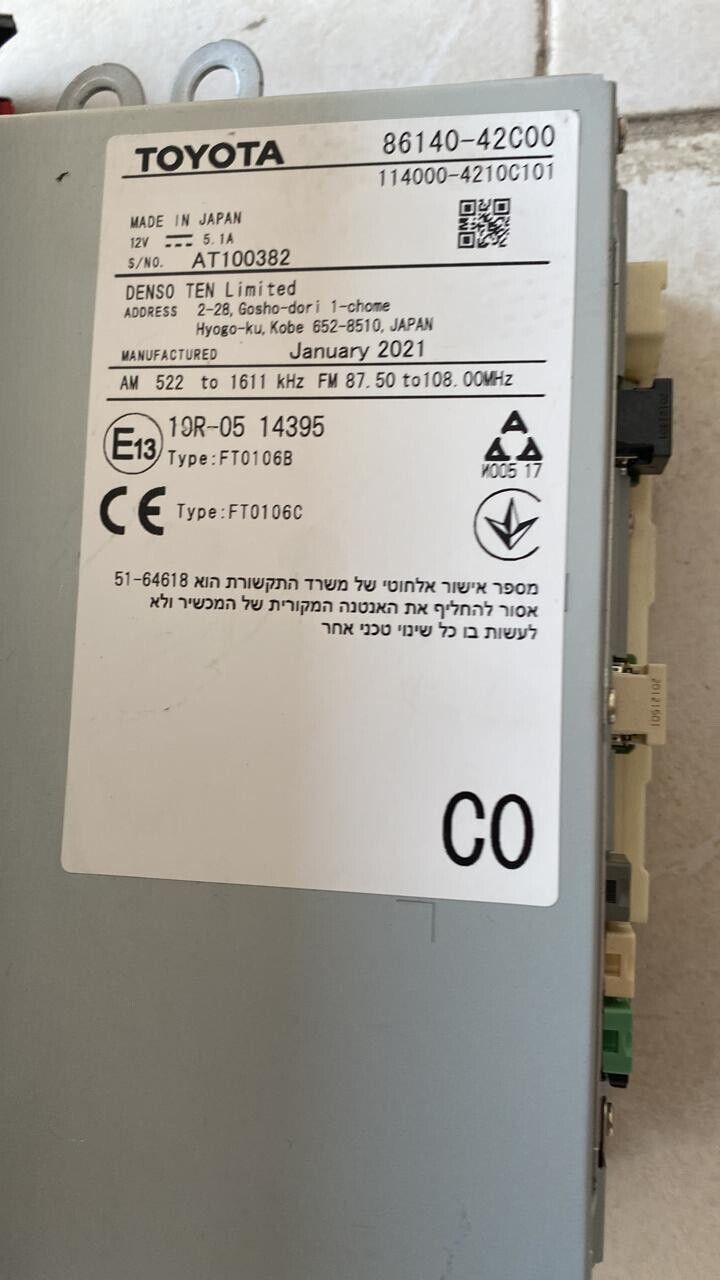 TOYOTA 86140-42C00
114000-4210C101
MADE IN JAPAN
12V 5.1A
S/NO. AT100382
DENSO TEN Limited
ADDRESS 2-28, Gosho-dori 1-chome
Hyogo-ku, Kobe 652-8510, JAPAN
MANUFACTURED January 2021
AM 522 to 1611 kHz FM 87.50 to108.00MHz
E13 10R-05 14395
Type:FT0106B
И005 17
CE Type:FT0106C
מספר אישור אלחוטי של משרד התקשורת הוא 51-64618
אסור להחליף את האנטנה המקורית של המכשיר ולא
לעשות בו כל שינוי טכני אחר
C0
20121601